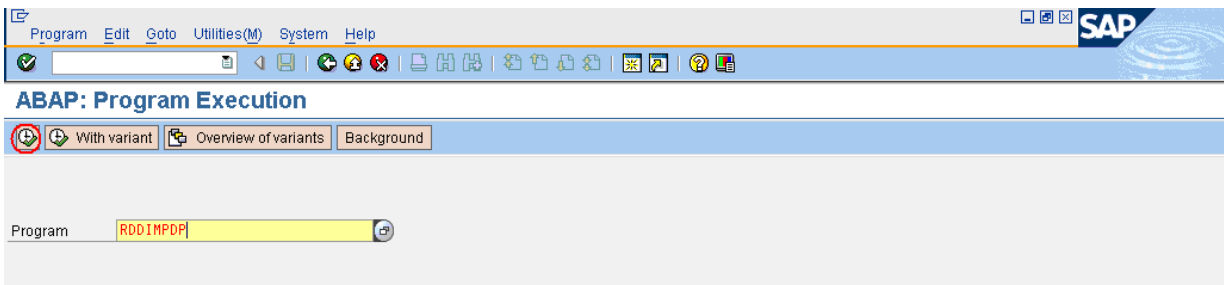 Program Edit Goto Utilities(M) System Help
SAP
ABAP: Program Execution
With variant Overview of variants Background
Program RDDIMPDP